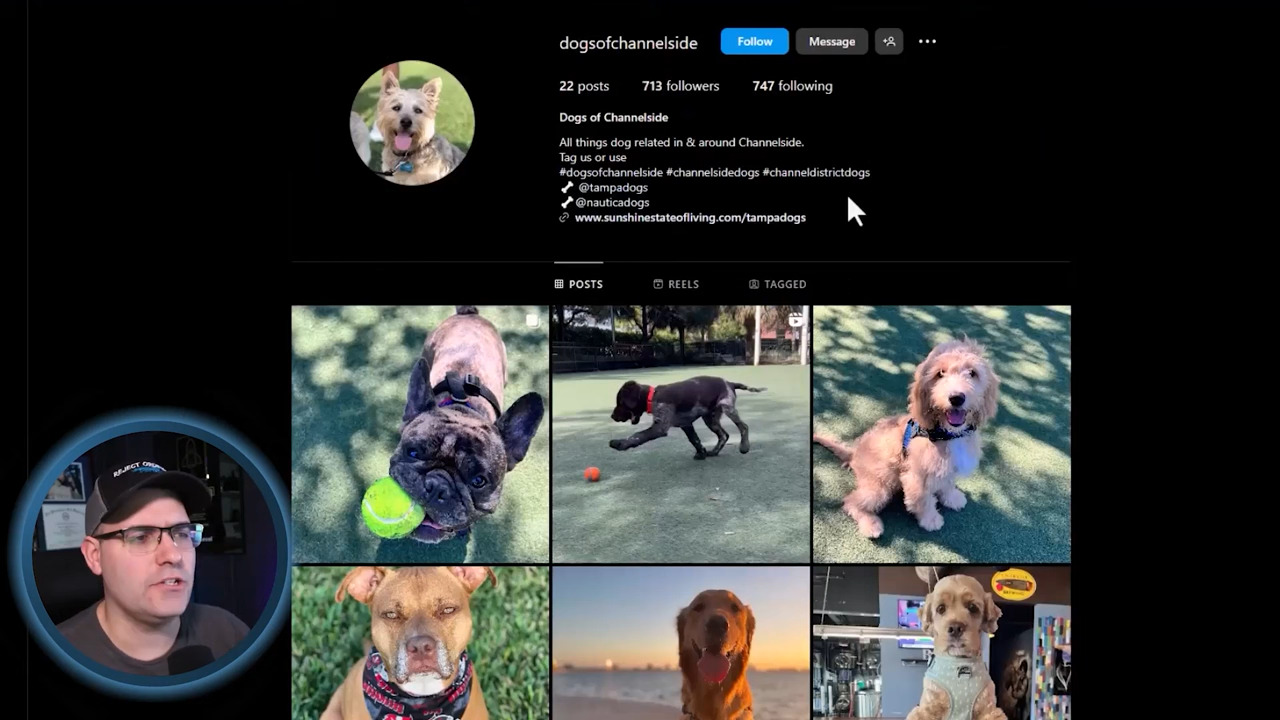 dogsofchannelside Follow Message
22 posts 713 followers 747 following
Dogs of Channelside
All things dog related in & around Channelside.
Tag us or use
#dogsofchannelside #channelsidedogs #channeldistrictdogs
@tampadogs
@nauticadogs
www.sunshinestateofliving.com/tampadogs
POSTS REELS TAGGED
REJECT